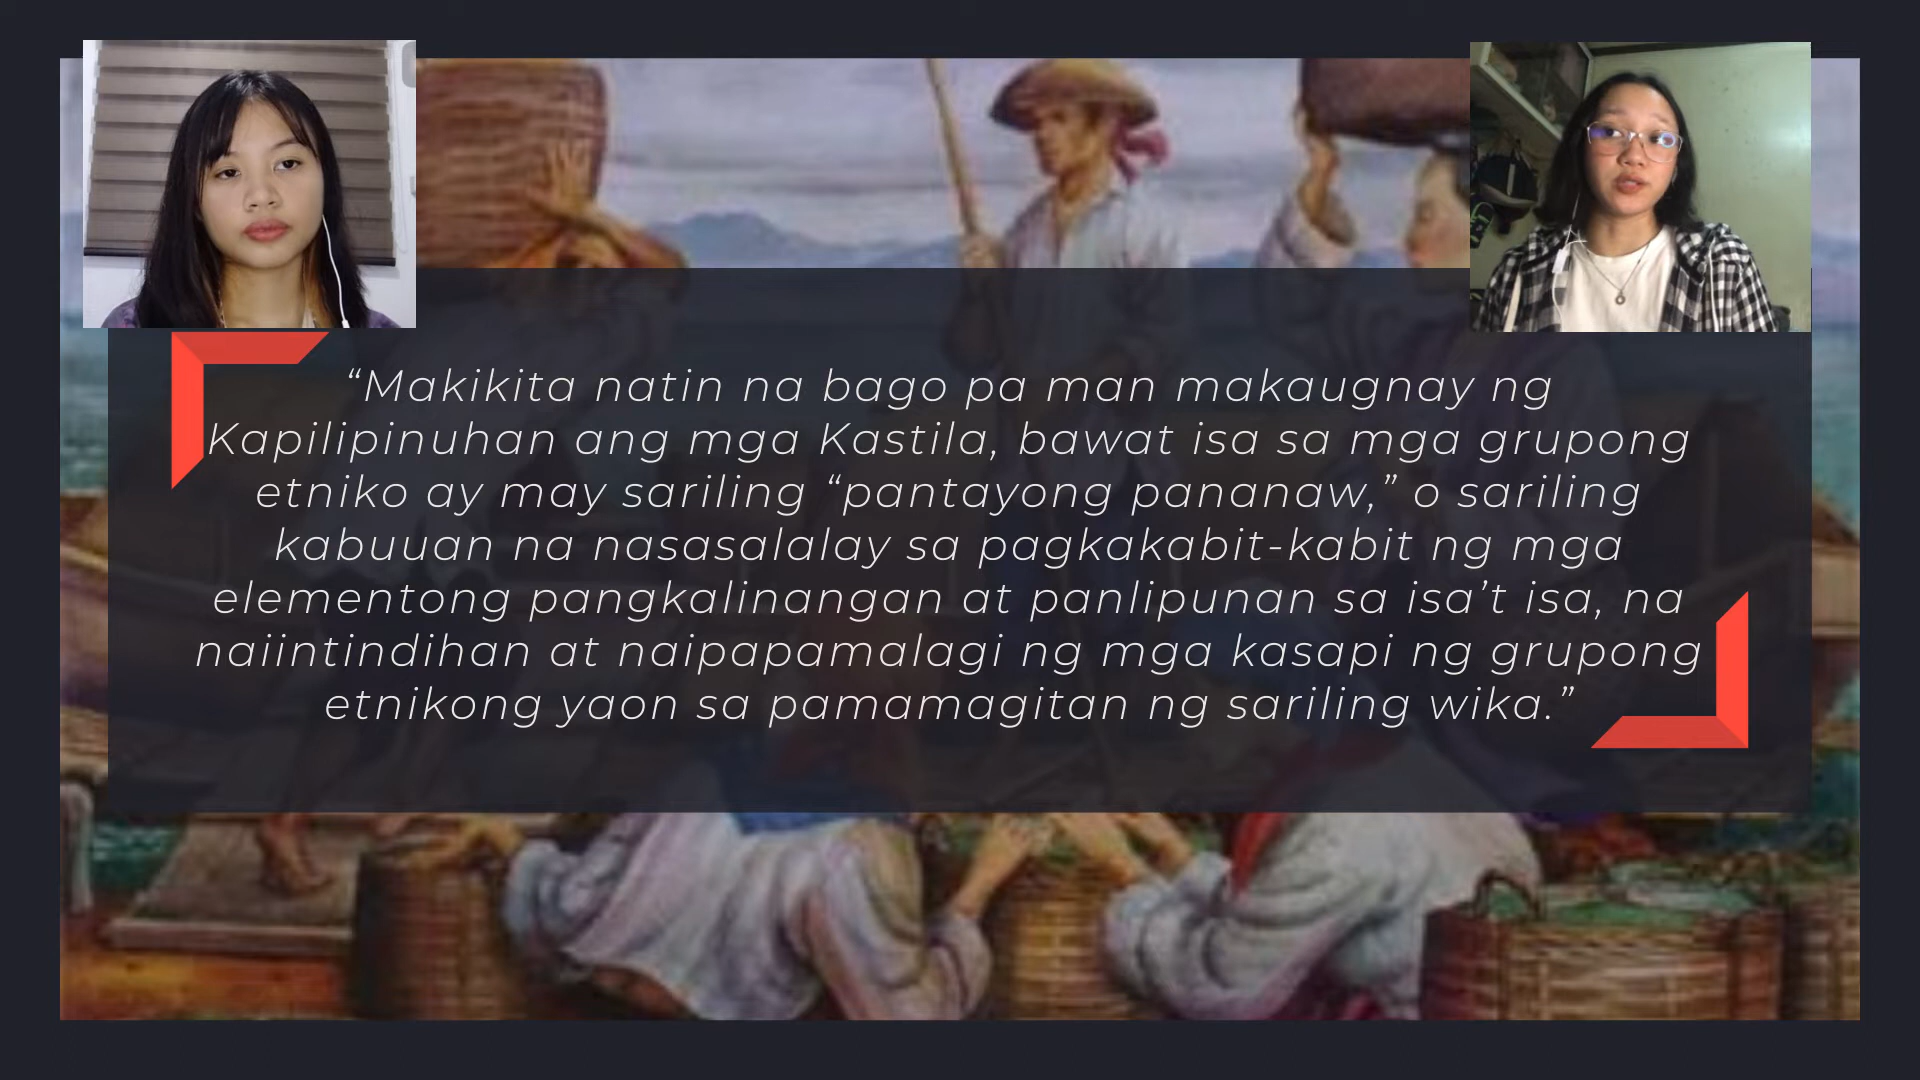 “Makikita natin na bago pa man makaugnay ng
Kapilipinuhan ang mga Kastila, bawat isa sa mga grupong
etniko ay may sariling “pantayong pananaw,” o sariling
kabuuan na nasasalalay sa pagkakabit-kabit ng mga
elementong pangkalinangan at panlipunan sa isa’t isa, na
naiintindihan at naipapamalagi ng mga kasapi ng grupong
etnikong yaon sa pamamagitan ng sariling wika.”